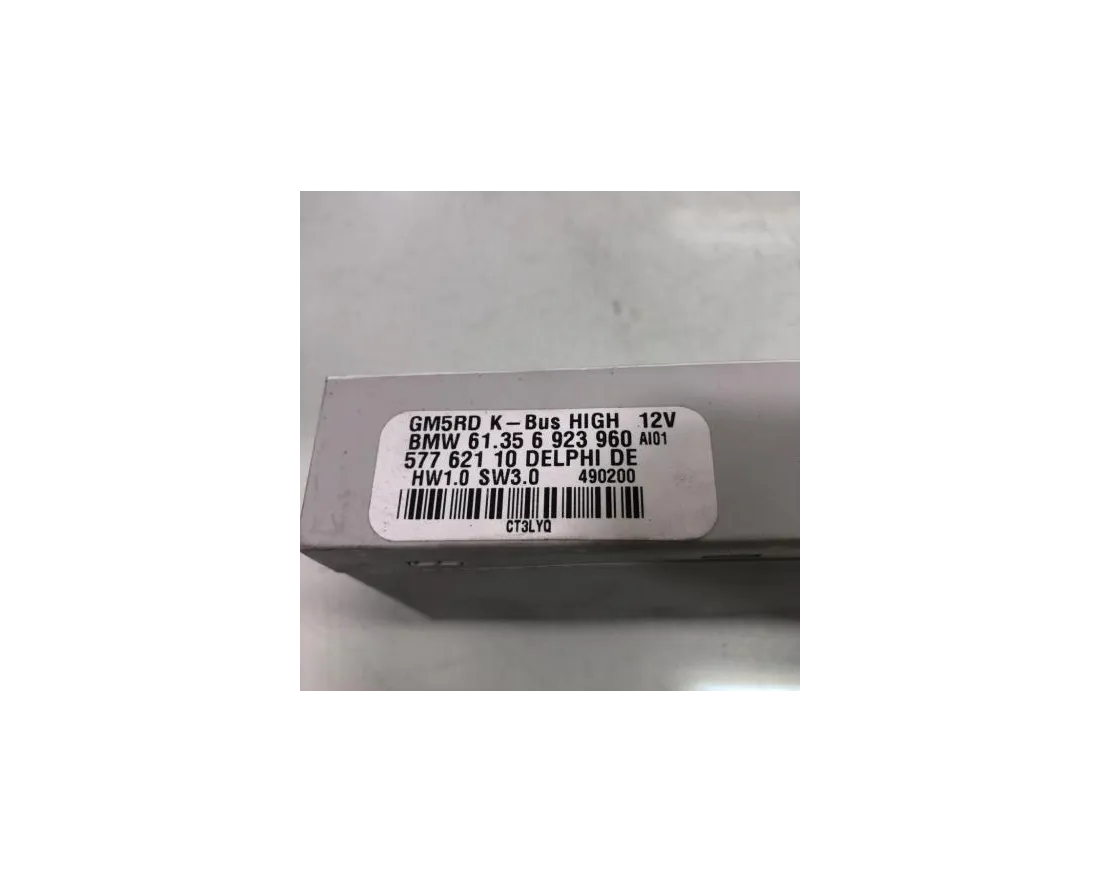 GM5RD K-Bus HIGH 12V
BMW 61.35 6 923 960 AI01
577 621 10 DELPHI DE
HW1.0 SW3.0 490200
CT3LYQ